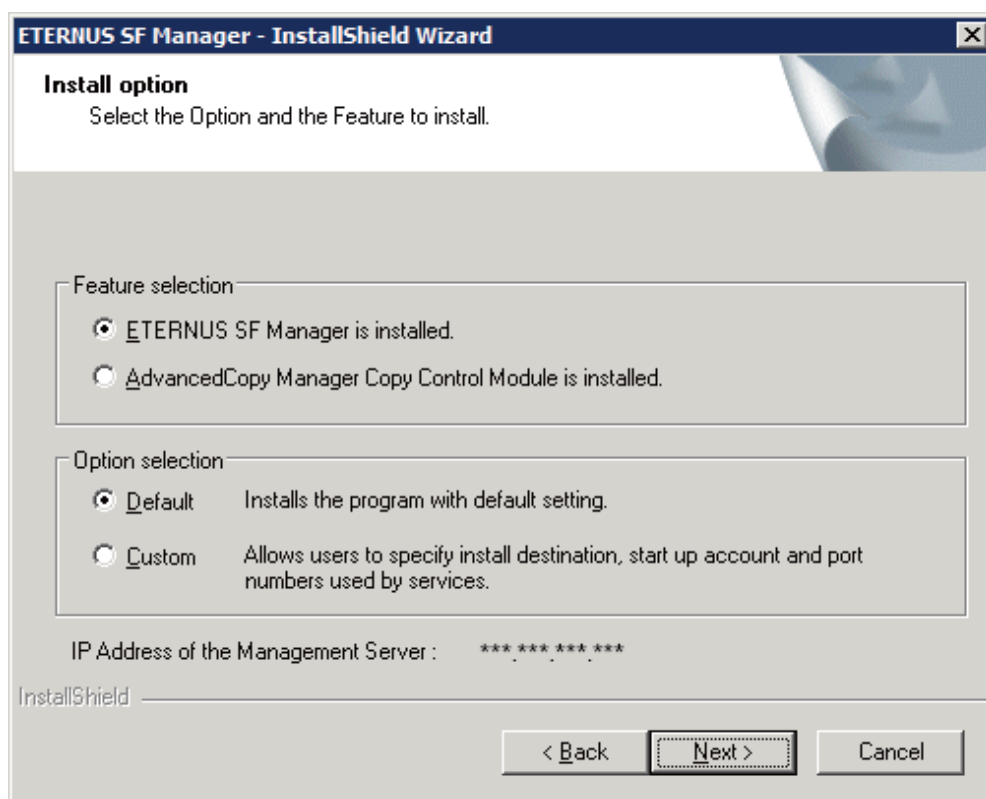 ETERNUS SF Manager - InstallShield Wizard
Install option
Select the Option and the Feature to install.
Feature selection
ETERNUS SF Manager is installed.
AdvancedCopy Manager Copy Control Module is installed.
Option selection
Default Installs the program with default setting.
Custom Allows users to specify install destination, start up account and port
numbers used by services.
IP Address of the Management Server : ***.***.***.***
InstallShield
< Back Next > Cancel